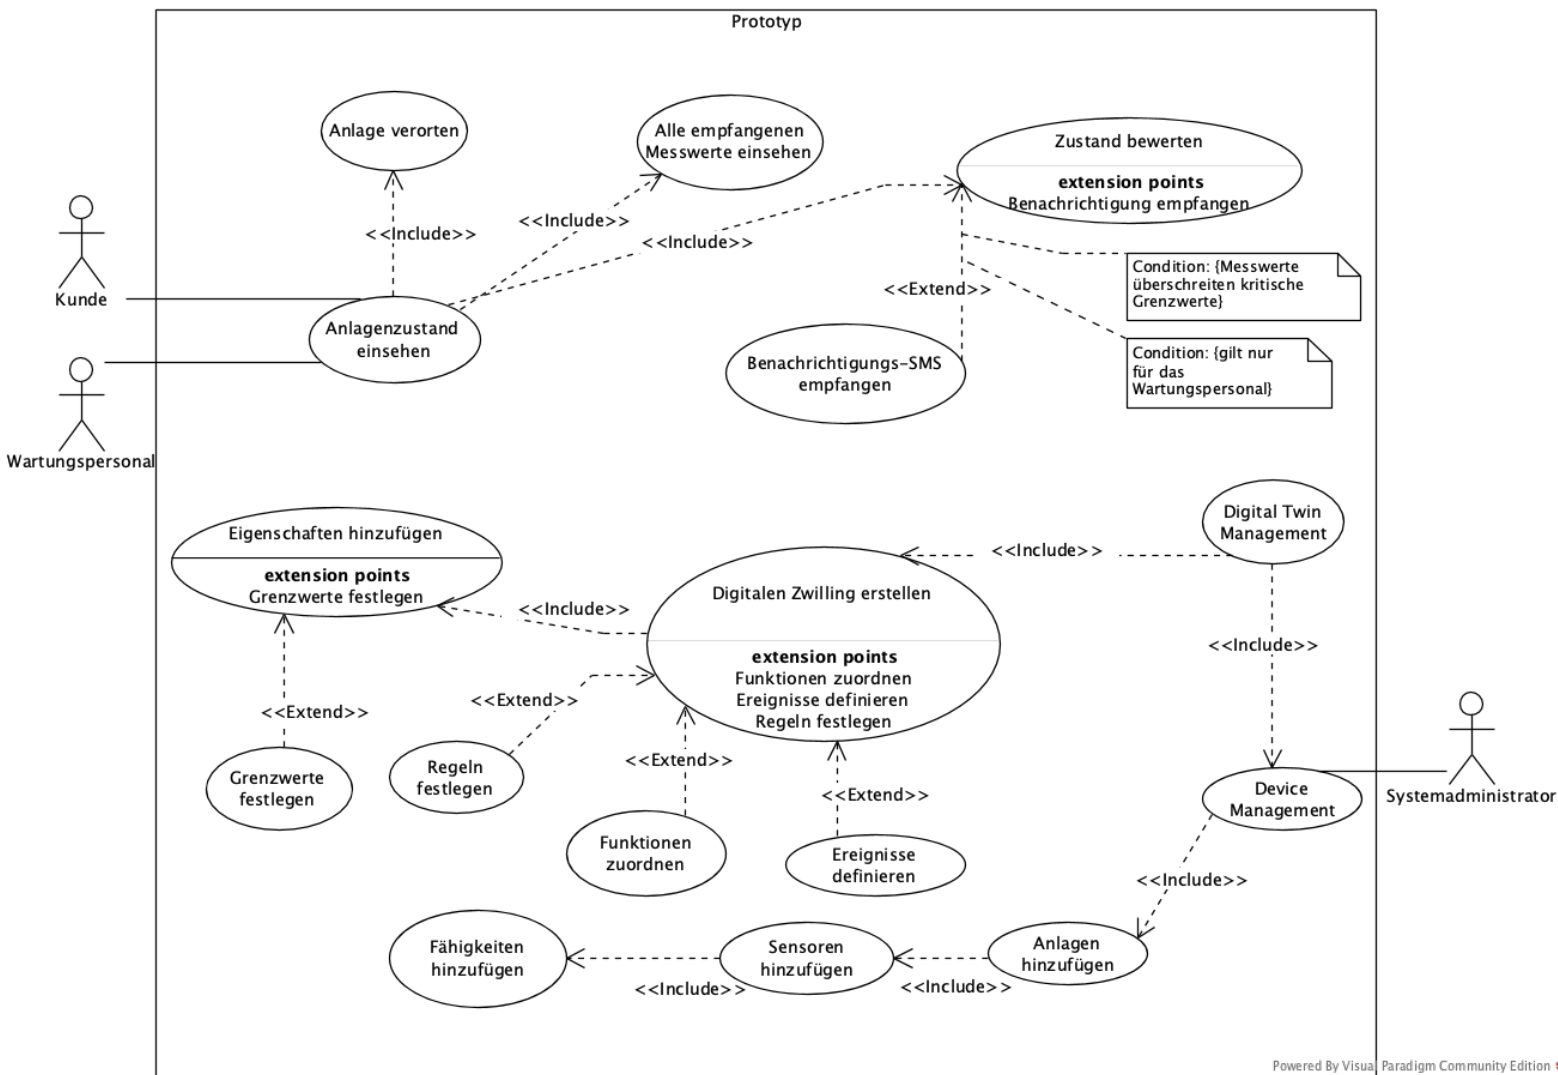 Prototyp
Anlage verorten
Alle empfangenen
Messwerte einsehen
Zustand bewerten
extension points
Benachrichtigung empfangen
<<Include>>
<<Include>>
<<Include>>
Kunde
Anlagenzustand
einsehen
Condition: {Messwerte
überschreiten kritische
Grenzwerte}
<<Extend>>
Benachrichtigungs-SMS
empfangen
Condition: {gilt nur
für das
Wartungspersonal}
Wartungspersonal
Digital Twin
Management
Eigenschaften hinzufügen
extension points
Grenzwerte festlegen
<<Include>>
<<Include>>
Digitalen Zwilling erstellen
extension points
Funktionen zuordnen
Ereignisse definieren
Regeln festlegen
<<Include>>
<<Extend>>
<<Extend>>
<<Extend>>
<<Extend>>
Grenzwerte
festlegen
Regeln
festlegen
Funktionen
zuordnen
Ereignisse
definieren
Device
Management
Systemadministrator
<<Include>>
Fähigkeiten
hinzufügen
Sensoren
hinzufügen
Anlagen
hinzufügen
<<Include>>
<<Include>>
Powered By Visual Paradigm Community Edition